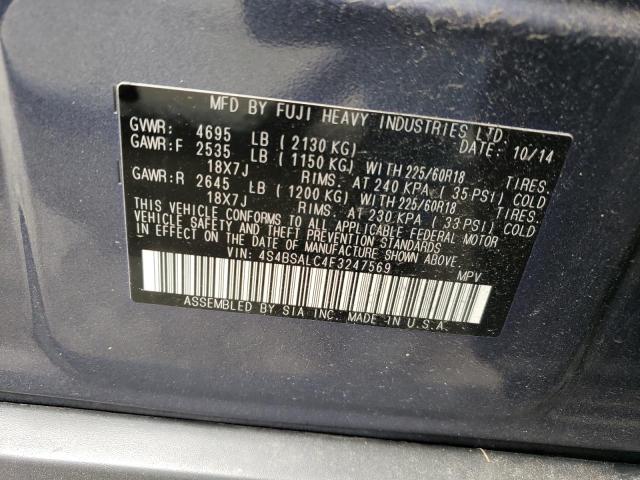 MFD BY FUJI HEAVY INDUSTRIES LTD.
GVWR: 4695 LB (2130 KG) DATE: 10/14
GAWR:F 2535 LB (1150 KG) WITH 225/60R18 TIRES.
18X7J RIMS. AT 240 KPA (35 PSI) COLD
GAWR:R 2645 LB (1200 KG) WITH 225/60R18 TIRES.
18X7J RIMS. AT 230 KPA (33 PSI) COLD
THIS VEHICLE CONFORMS TO ALL APPLICABLE FEDERAL MOTOR
VEHICLE SAFETY AND THEFT PREVENTION STANDARDS
IN EFFECT ON THE DATE OF MANUFACTURE SHOWN ABOVE.
VIN: 4S4BSALC4F3247569 MPV
ASSEMBLED BY SIA INC. MADE IN U.S.A.